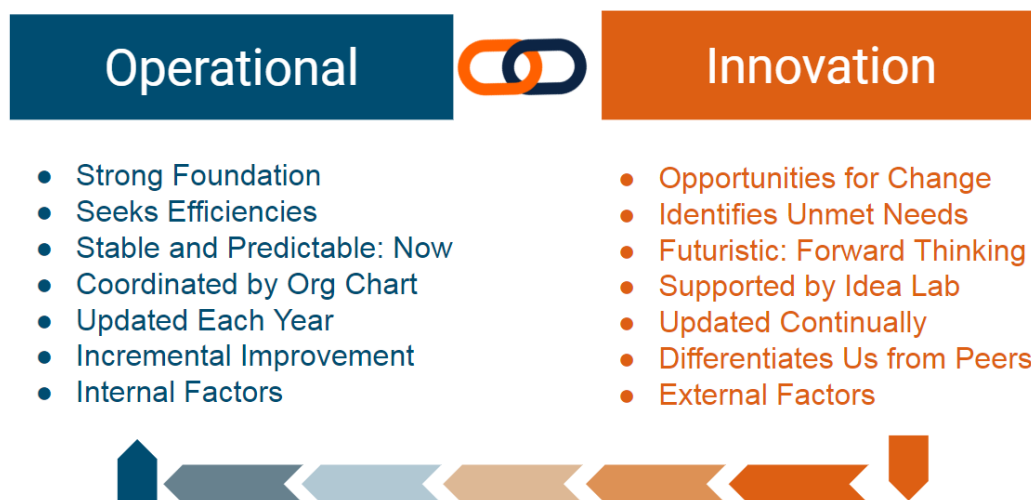 Operational
Innovation
● Strong Foundation
● Seeks Efficiencies
● Stable and Predictable: Now
● Coordinated by Org Chart
● Updated Each Year
● Incremental Improvement
● Internal Factors
● Opportunities for Change
● Identifies Unmet Needs
● Futuristic: Forward Thinking
● Supported by Idea Lab
● Updated Continually
● Differentiates Us from Peers
● External Factors